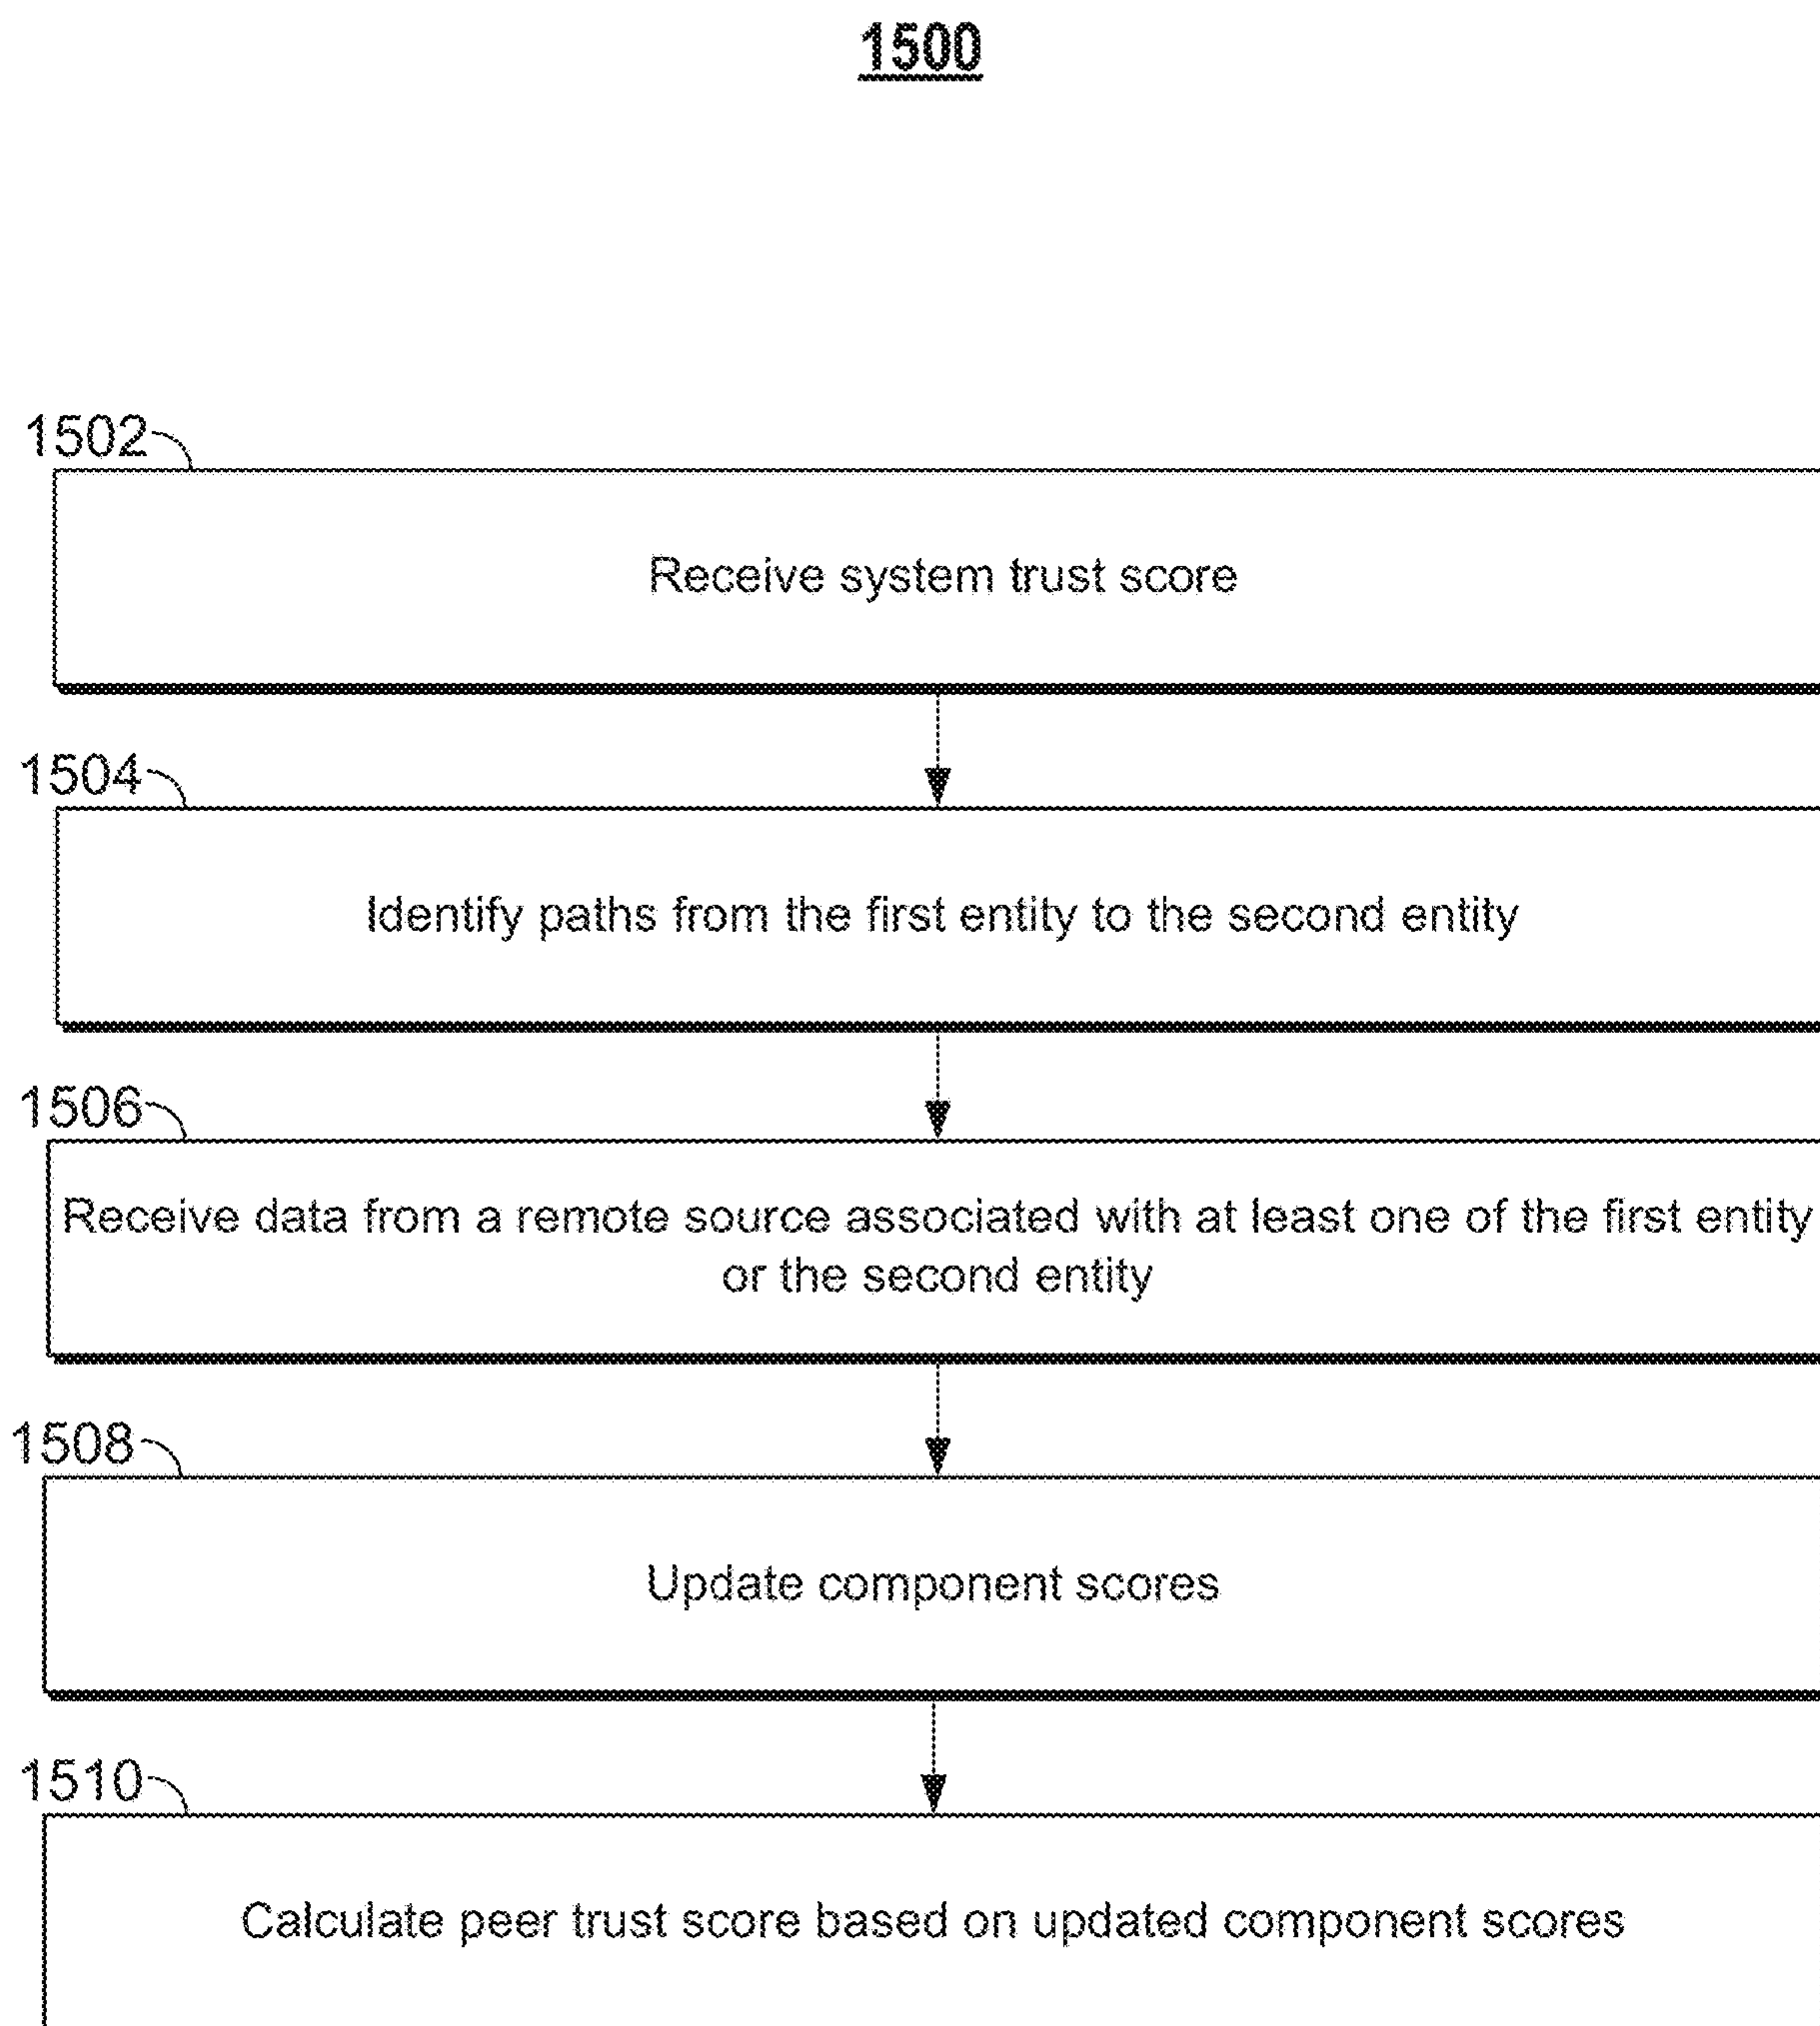 1500
1502
Receive system trust score
1504
Identify paths from the first entity to the second entity
1506
Receive data from a remote source associated with at least one of the first entity
or the second entity
1508
Update component scores
1510
Calculate peer trust score based on updated component scores